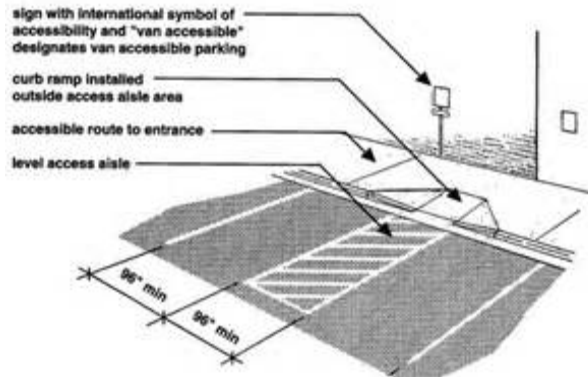 sign with international symbol of
accessibility and "van accessible"
designates van accessible parking
curb ramp installed
outside access aisle area
accessible route to entrance
level access aisle
96" min
96" min